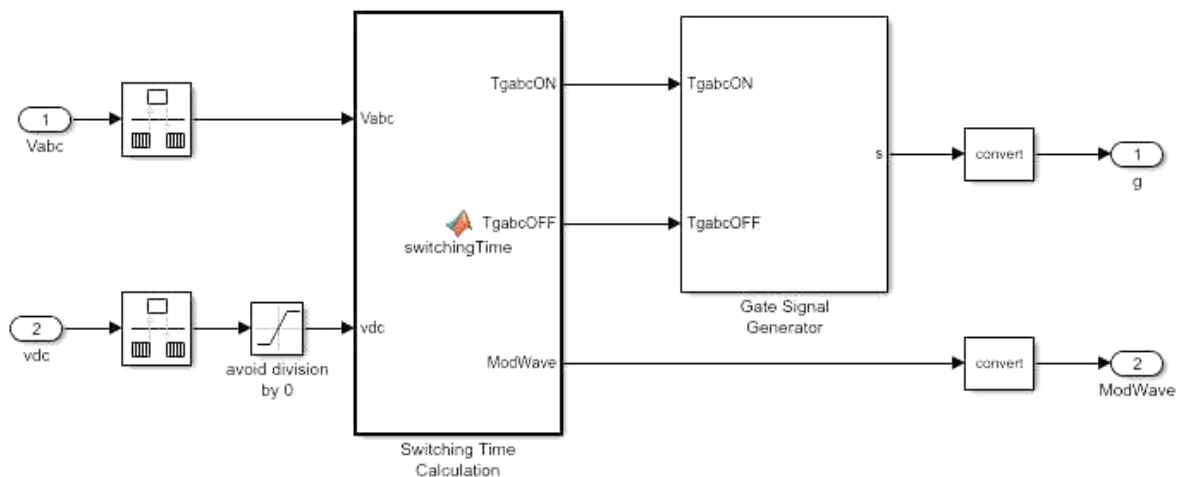 1
Vabc
2
vdc
avoid division
by 0
Vabc
vdc
TgabcON
TgabcOFF
switchingTime
ModWave
Switching Time
Calculation
TgabcON
TgabcOFF
s
Gate Signal
Generator
convert
1
g
convert
2
ModWave